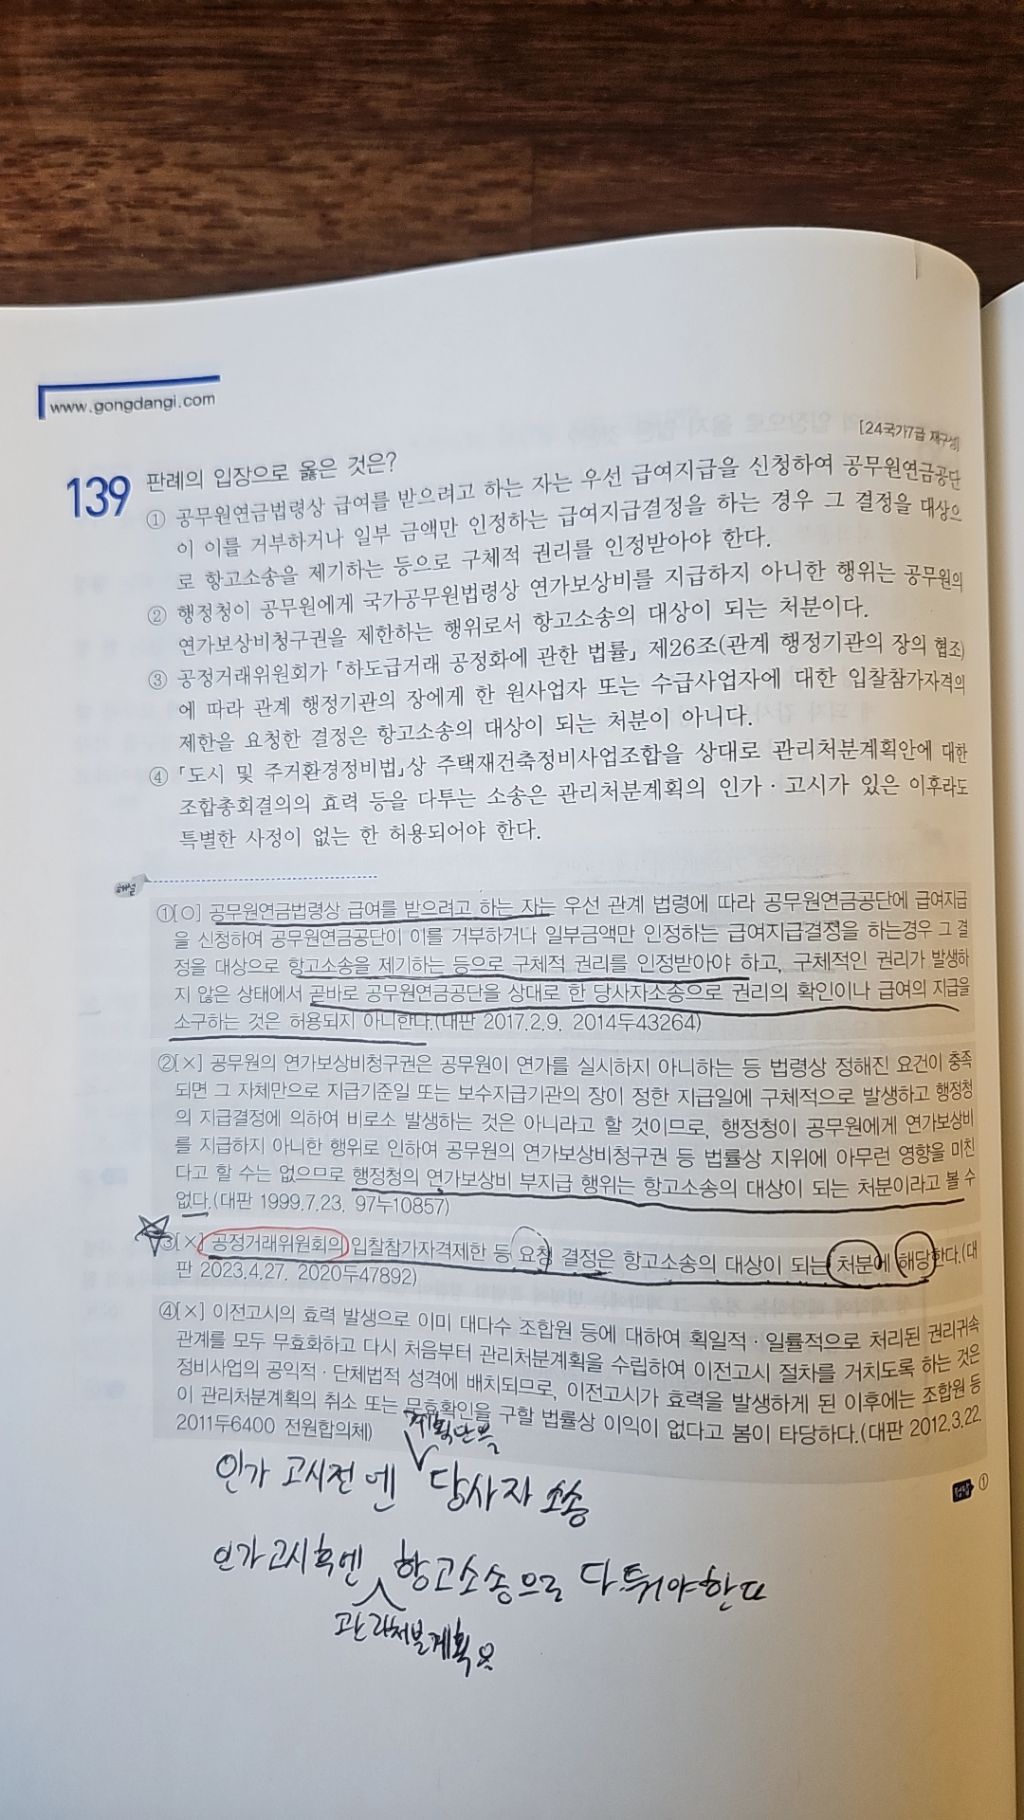 www.gongdangi.com
[24국가7급 재구성]
139 판례의 입장으로 옳은 것은?
① 공무원연금법령상 급여를 받으려고 하는 자는 우선 급여지급을 신청하여 공무원연금공단
이 이를 거부하거나 일부 금액만 인정하는 급여지급결정을 하는 경우 그 결정을 대상으
로 항고소송을 제기하는 등으로 구체적 권리를 인정받아야 한다.
② 행정청이 공무원에게 국가공무원법령상 연가보상비를 지급하지 아니한 행위는 공무원의
연가보상비청구권을 제한하는 행위로서 항고소송의 대상이 되는 처분이다.
③ 공정거래위원회가 「하도급거래 공정화에 관한 법률」 제26조(관계 행정기관의 장의 협조)
에 따라 관계 행정기관의 장에게 한 원사업자 또는 수급사업자에 대한 입찰참가자격의
제한을 요청한 결정은 항고소송의 대상이 되는 처분이 아니다.
④ 「도시 및 주거환경정비법」상 주택재건축정비사업조합을 상대로 관리처분계획안에 대한
조합총회결의의 효력 등을 다투는 소송은 관리처분계획의 인가·고시가 있은 이후라도
특별한 사정이 없는 한 허용되어야 한다.
해설
①[○] 공무원연금법령상 급여를 받으려고 하는 자는 우선 관계 법령에 따라 공무원연금공단에 급여지급
을 신청하여 공무원연금공단이 이를 거부하거나 일부금액만 인정하는 급여지급결정을 하는경우 그 결
정을 대상으로 항고소송을 제기하는 등으로 구체적 권리를 인정받아야 하고, 구체적인 권리가 발생하
지 않은 상태에서 곧바로 공무원연금공단을 상대로 한 당사자소송으로 권리의 확인이나 급여의 지급을
소구하는 것은 허용되지 아니한다.(대판 2017.2.9. 2014두43264)
②[×] 공무원의 연가보상비청구권은 공무원이 연가를 실시하지 아니하는 등 법령상 정해진 요건이 충족
되면 그 자체만으로 지급기준일 또는 보수지급기관의 장이 정한 지급일에 구체적으로 발생하고 행정청
의 지급결정에 의하여 비로소 발생하는 것은 아니라고 할 것이므로, 행정청이 공무원에게 연가보상비
를 지급하지 아니한 행위로 인하여 공무원의 연가보상비청구권 등 법률상 지위에 아무런 영향을 미친
다고 할 수는 없으므로 행정청의 연가보상비 부지급 행위는 항고소송의 대상이 되는 처분이라고 볼 수
없다.(대판 1999.7.23. 97누10857)
③[×] 공정거래위원회의 입찰참가자격제한 등 요청 결정은 항고소송의 대상이 되는 처분에 해당한다.(대
판 2023.4.27. 2020두47892)
④[×] 이전고시의 효력 발생으로 이미 대다수 조합원 등에 대하여 획일적·일률적으로 처리된 권리귀속
관계를 모두 무효화하고 다시 처음부터 관리처분계획을 수립하여 이전고시 절차를 거치도록 하는 것은
정비사업의 공익적·단체법적 성격에 배치되므로, 이전고시가 효력을 발생하게 된 이후에는 조합원 등
이 관리처분계획의 취소 또는 무효확인을 구할 법률상 이익이 없다고 봄이 타당하다.(대판 2012.3.22.
2011두6400 전원합의체)
정답 ①
인가 고시전 엔 당사자 소송
인가고시후엔 항고소송으로 다퉈야한다
관리처분계획을